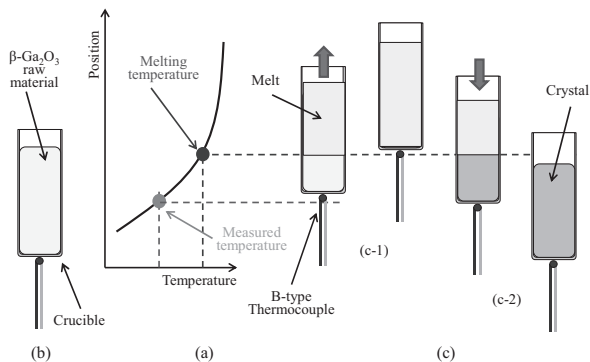 β-Ga₂O₃
raw
material
Crucible
(b)
Position
Melting
temperature
Measured
temperature
Temperature
(a)
Melt
B-type
Thermocouple
(c-1)
Crystal
(c-2)
(c)